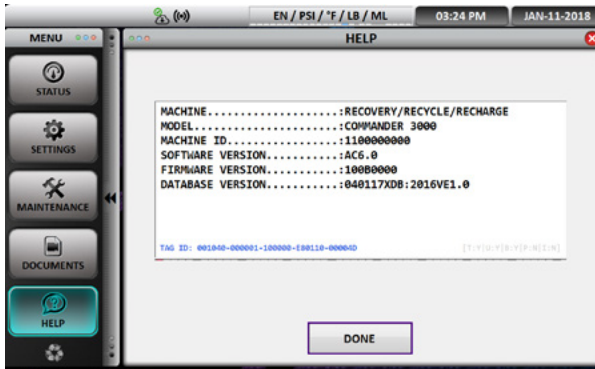 EN / PSI / °F / LB / ML
03:24 PM
JAN-11-2018
MENU
HELP
STATUS
SETTINGS
MAINTENANCE
DOCUMENTS
HELP
MACHINE....................:RECOVERY/RECYCLE/RECHARGE
MODEL......................:COMMANDER 3000
MACHINE ID.................:1100000000
SOFTWARE VERSION...........:AC6.0
FIRMWARE VERSION...........:100B0000
DATABASE VERSION...........:040117XDB:2016VE1.0
TAG ID: 001040-000001-100000-E80110-00004D
[T:Y|U:Y|B:Y|P:N|I:N]
DONE